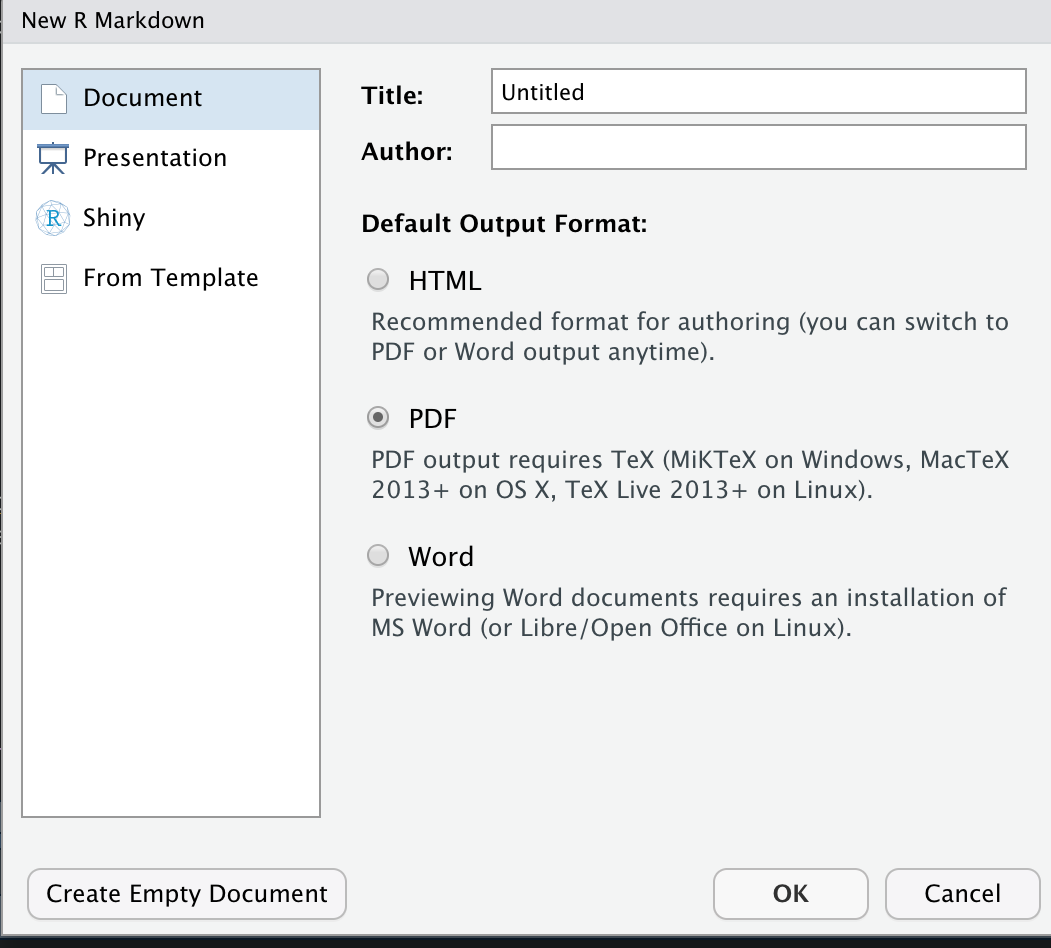 New R Markdown
Document
Presentation
R
Shiny
From Template
Title:
Untitled
Author:
Default Output Format:
HTML
Recommended format for authoring (you can switch to
PDF or Word output anytime).
PDF
PDF output requires TeX (MiKTeX on Windows, MacTeX
2013+ on OS X, TeX Live 2013+ on Linux).
Word
Previewing Word documents requires an installation of
MS Word (or Libre/Open Office on Linux).
Create Empty Document
OK
Cancel